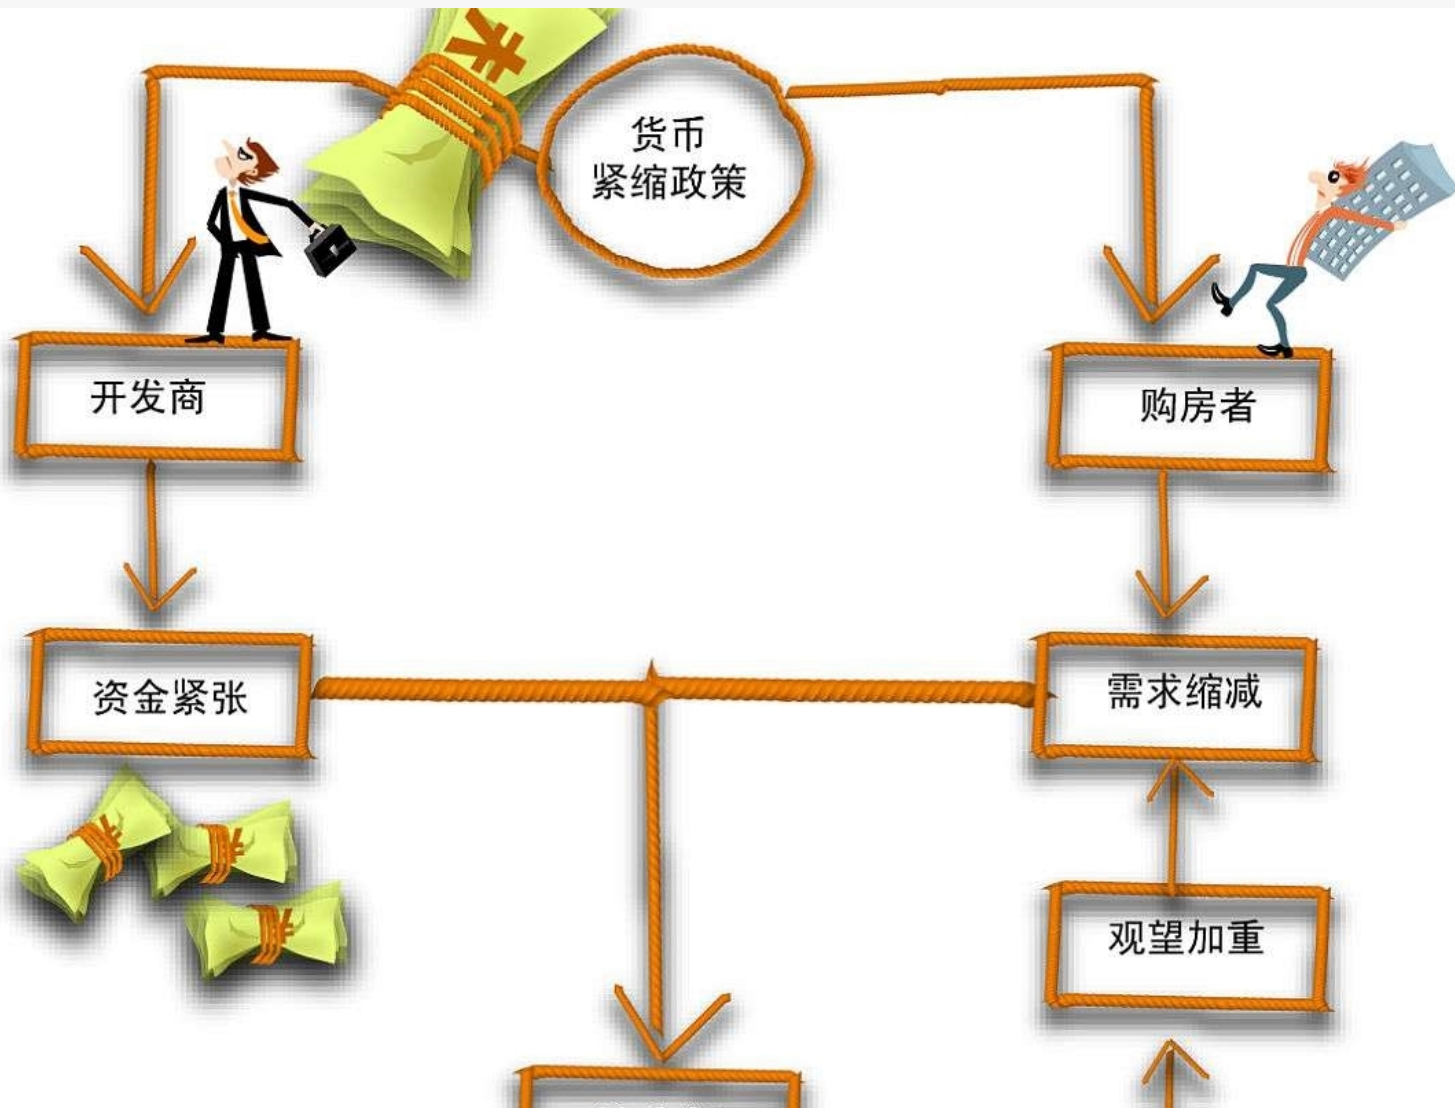 货币
紧缩政策
开发商
购房者
资金紧张
需求缩减
观望加重